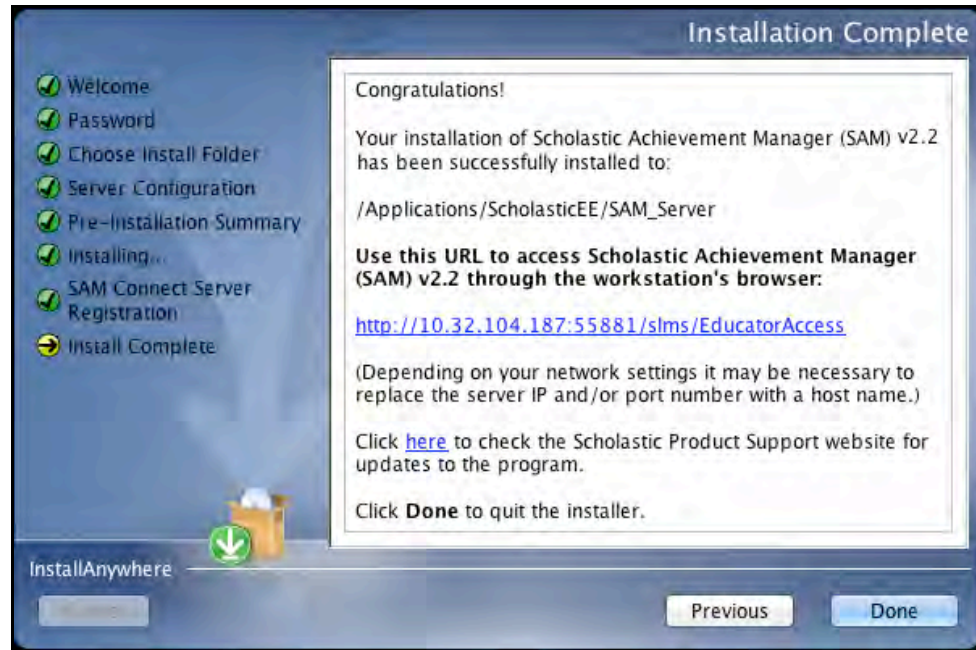 Installation Complete
Welcome
Password
Choose Install Folder
Server Configuration
Pre-Installation Summary
Installing...
SAM Connect Server
Registration
Install Complete
Congratulations!
Your installation of Scholastic Achievement Manager (SAM) v2.2
has been successfully installed to:
/Applications/ScholasticEE/SAM_Server
Use this URL to access Scholastic Achievement Manager
(SAM) v2.2 through the workstation's browser:
http://10.32.104.187:55881/slms/EducatorAccess
(Depending on your network settings it may be necessary to
replace the server IP and/or port number with a host name.)
Click here to check the Scholastic Product Support website for
updates to the program.
Click Done to quit the installer.
InstallAnywhere
Previous
Done